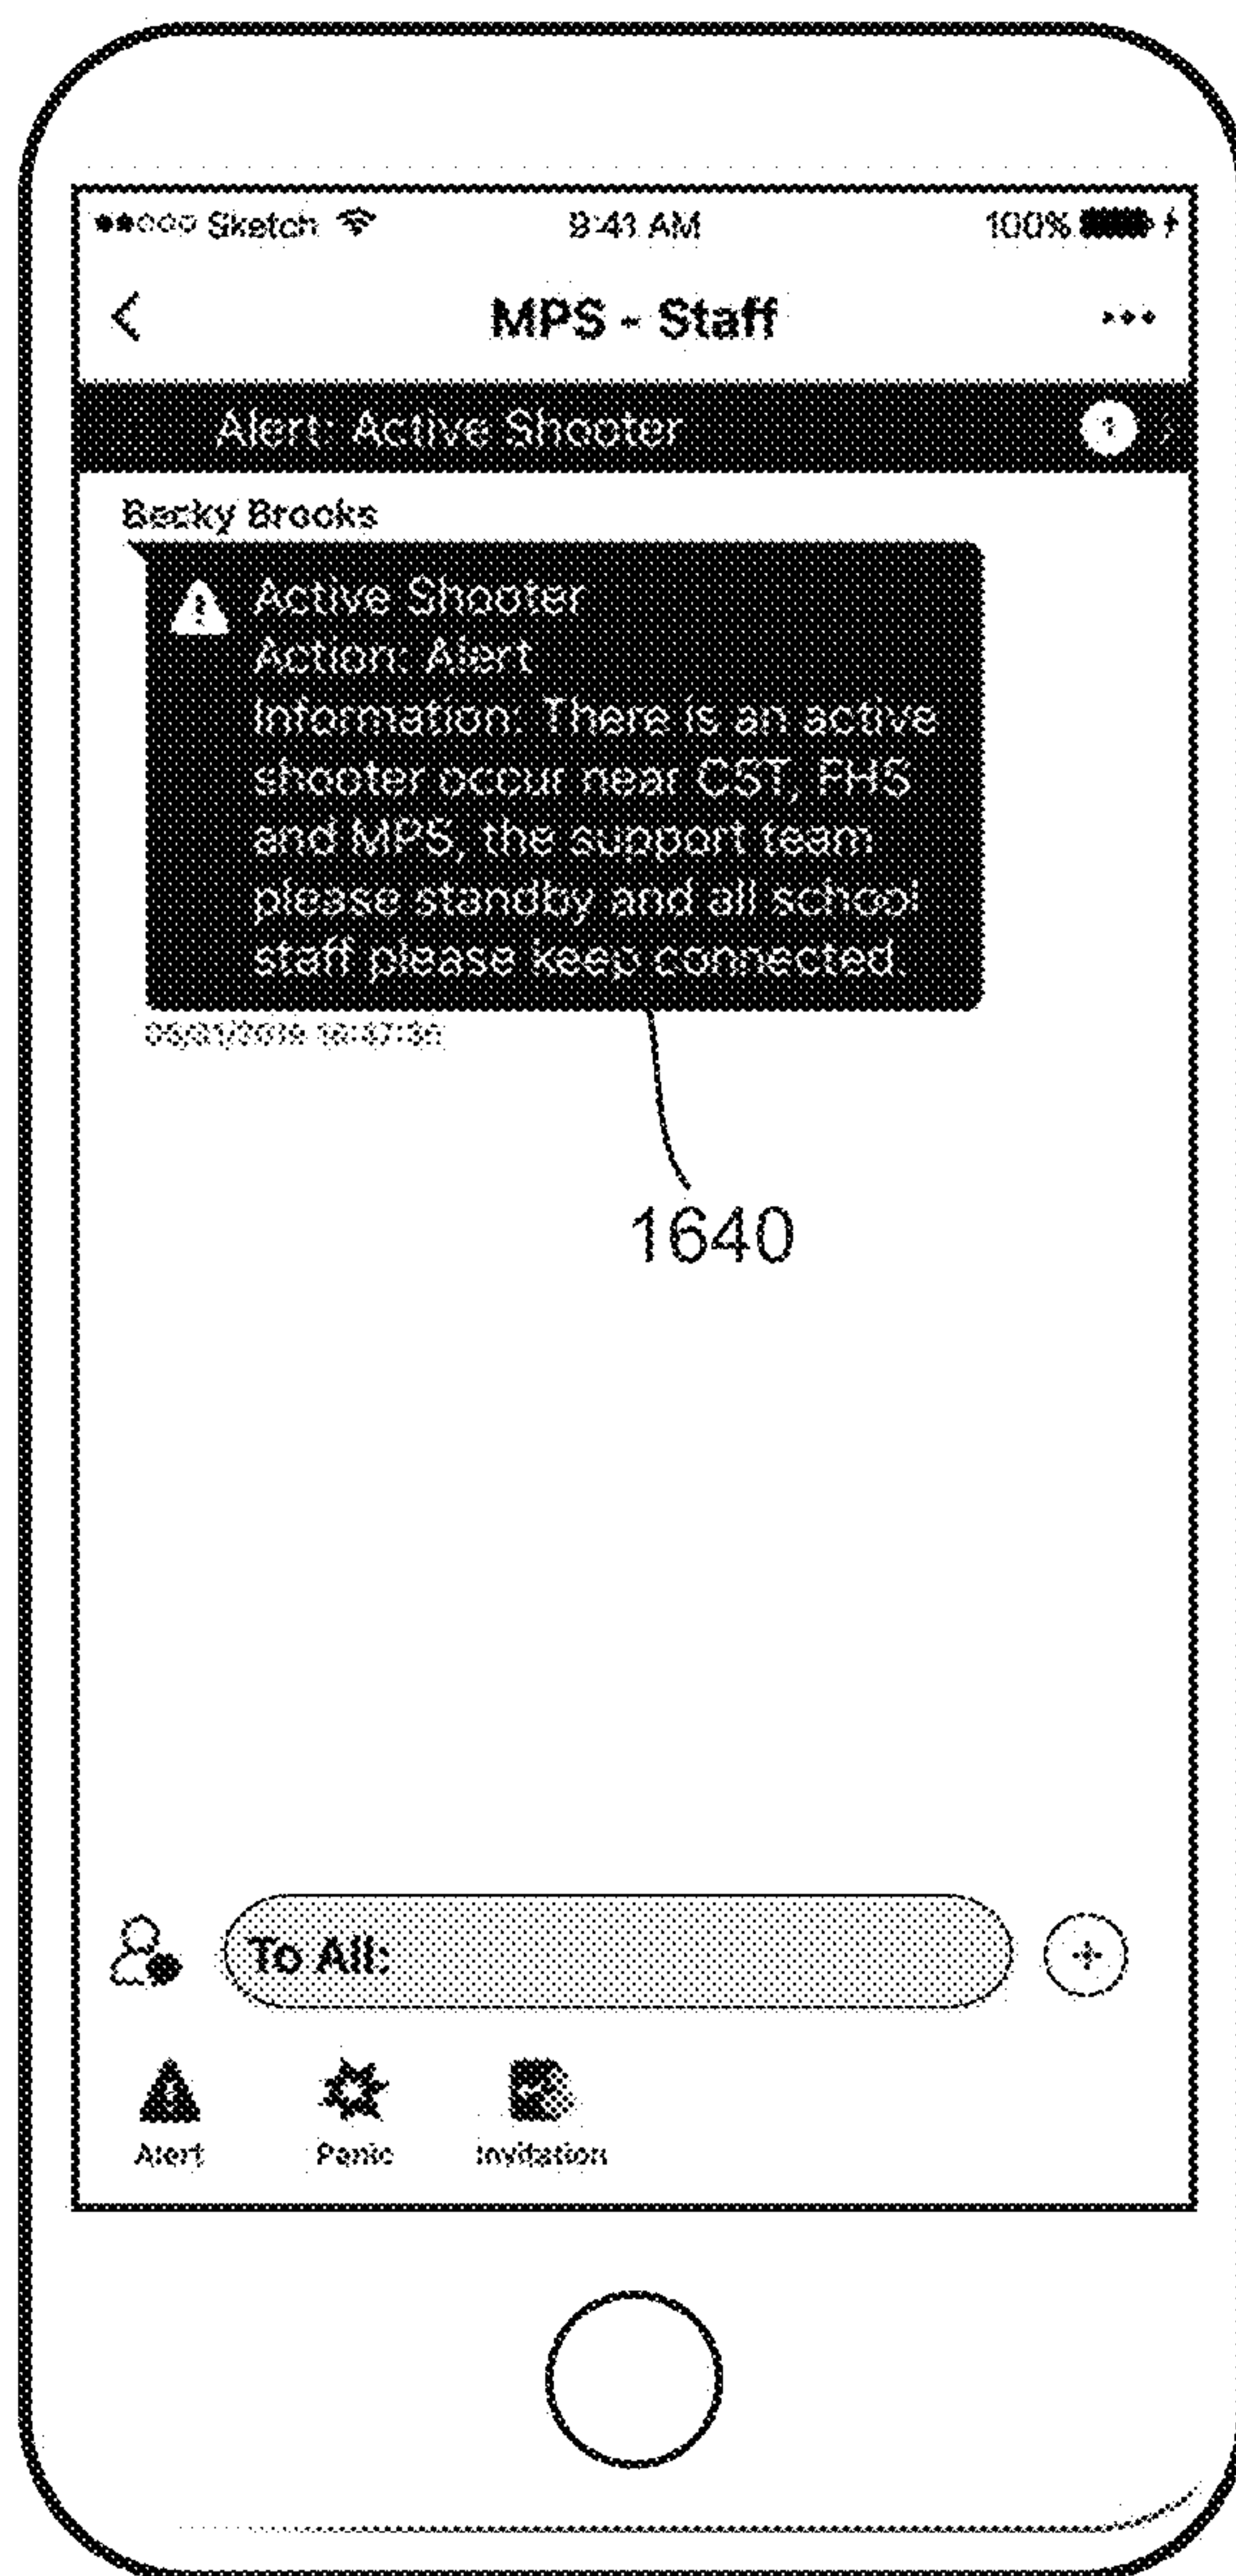 Sketch 9:41 AM 100%
MPS - Staff
Alert: Active Shooter 1
Becky Brooks
Active Shooter
Action: Alert
Information: There is an active
shooter occur near CST, FHS
and MPS, the support team
please standby and all school
staff please keep connected.
1640
To All:
Alert Panic Invitation